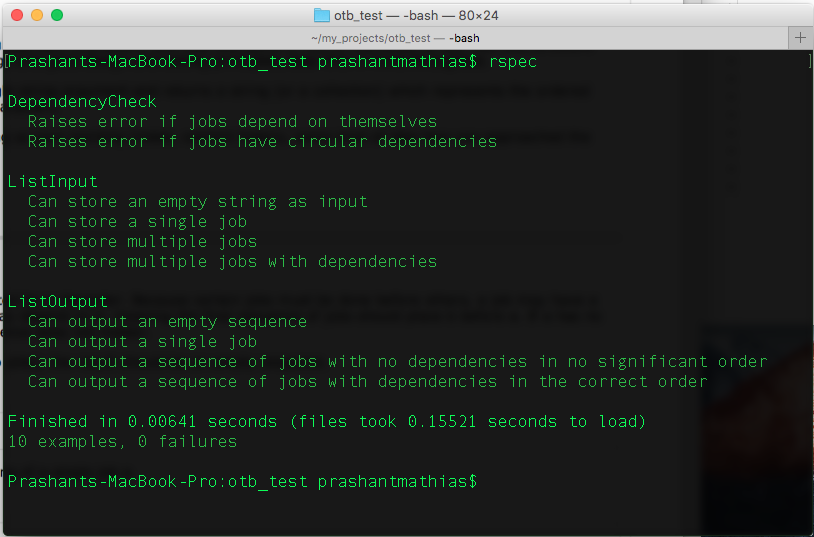 otb_test — -bash — 80×24
~/my_projects/otb_test — -bash
[Prashants-MacBook-Pro:otb_test prashantmathias$ rspec ]
DependencyCheck
Raises error if jobs depend on themselves
Raises error if jobs have circular dependencies
ListInput
Can store an empty string as input
Can store a single job
Can store multiple jobs
Can store multiple jobs with dependencies
ListOutput
Can output an empty sequence
Can output a single job
Can output a sequence of jobs with no dependencies in no significant order
Can output a sequence of jobs with dependencies in the correct order
Finished in 0.00641 seconds (files took 0.15521 seconds to load)
10 examples, 0 failures
Prashants-MacBook-Pro:otb_test prashantmathias$